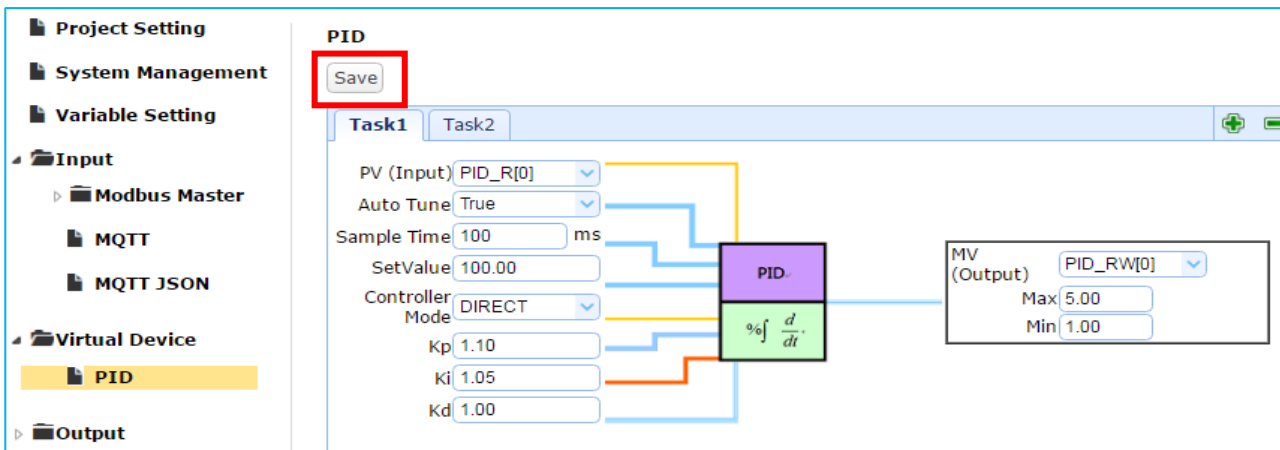 Project Setting
System Management
Variable Setting
Input
Modbus Master
MQTT
MQTT JSON
Virtual Device
PID
Output
PID
Save
Task1 Task2
PV (Input) PID_R[0]
Auto Tune True
Sample Time 100 ms
SetValue 100.00
Controller
Mode DIRECT
Kp 1.10
Ki 1.05
Kd 1.00
PID
%∫ d/dt
MV
(Output) PID_RW[0]
Max 5.00
Min 1.00